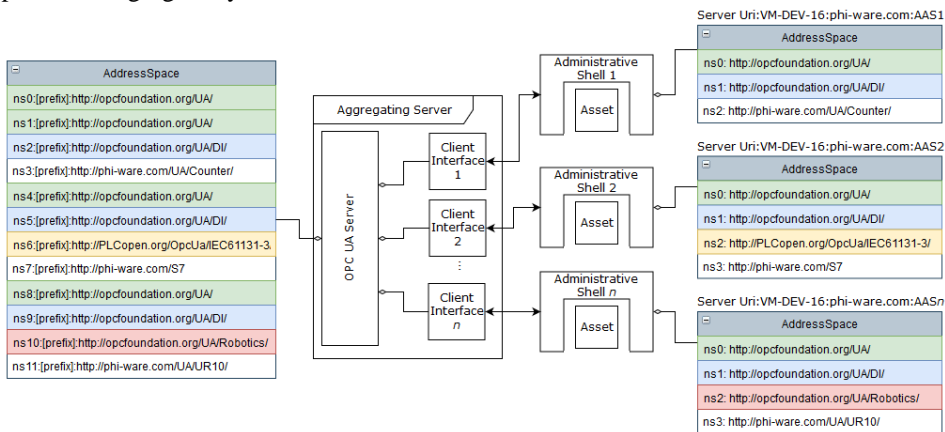 Server Uri:VM-DEV-16:phi-ware.com:AAS1
AddressSpace
ns0: http://opcfoundation.org/UA/
ns1: http://opcfoundation.org/UA/DI/
ns2: http://phi-ware.com/UA/Counter/
AddressSpace
ns0:[prefix]:http://opcfoundation.org/UA/
ns1:[prefix]:http://opcfoundation.org/UA/
ns2:[prefix]:http://opcfoundation.org/UA/DI/
ns3:[prefix]:http://phi-ware.com/UA/Counter/
ns4:[prefix]:http://opcfoundation.org/UA/
ns5:[prefix]:http://opcfoundation.org/UA/DI/
ns6:[prefix]:http://PLCopen.org/OpcUa/IEC61131-3.
ns7:[prefix]:http://phi-ware.com/S7
ns8:[prefix]:http://opcfoundation.org/UA/
ns9:[prefix]:http://opcfoundation.org/UA/DI/
ns10:[prefix]:http://opcfoundation.org/UA/Robotics/
ns11:[prefix]:http://phi-ware.com/UA/UR10/
Aggregating Server
OPC UA Server
Client
Interface
1
Client
Interface
2
⋮
Client
Interface
n
Administrative
Shell 1
Asset
Administrative
Shell 2
Asset
Administrative
Shell n
Asset
Server Uri:VM-DEV-16:phi-ware.com:AAS2
AddressSpace
ns0: http://opcfoundation.org/UA/
ns1: http://opcfoundation.org/UA/DI/
ns2: http://PLCopen.org/OpcUa/IEC61131-3/
ns3: http://phi-ware.com/S7
Server Uri:VM-DEV-16:phi-ware.com:AASn
AddressSpace
ns0: http://opcfoundation.org/UA/
ns1: http://opcfoundation.org/UA/DI/
ns2: http://opcfoundation.org/UA/Robotics/
ns3: http://phi-ware.com/UA/UR10/